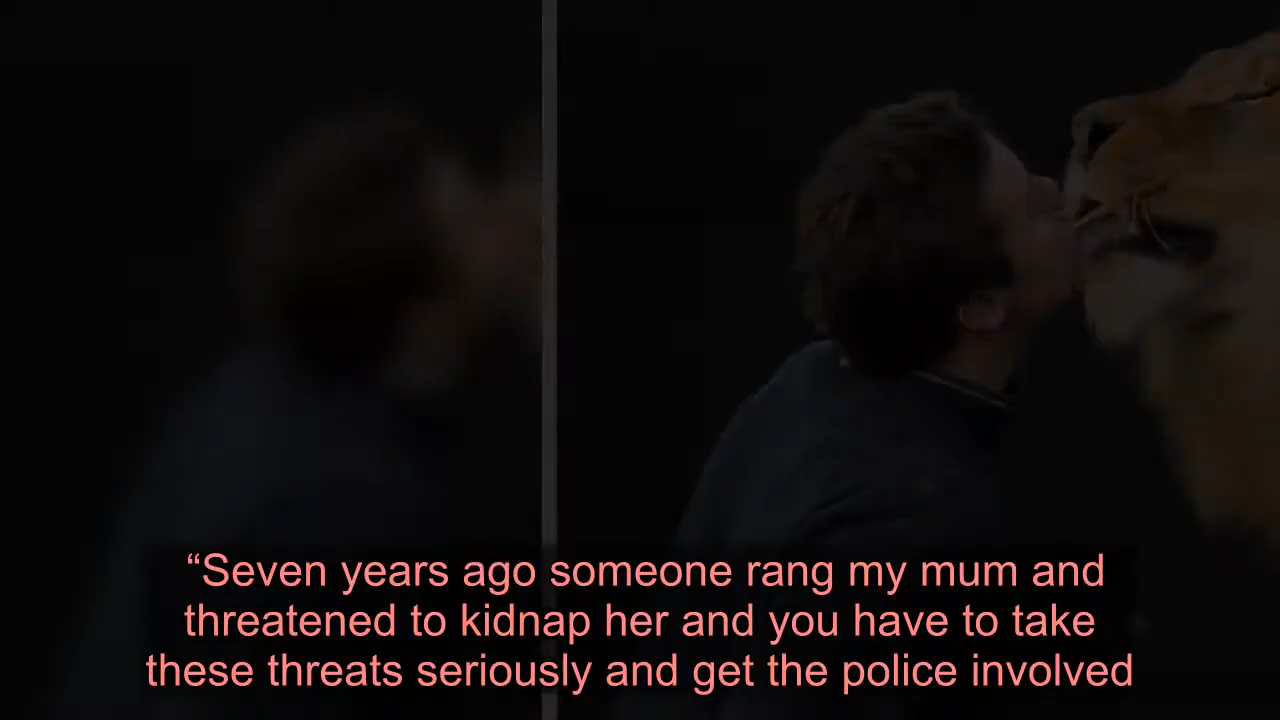 “Seven years ago someone rang my mum and
threatened to kidnap her and you have to take
these threats seriously and get the police involved